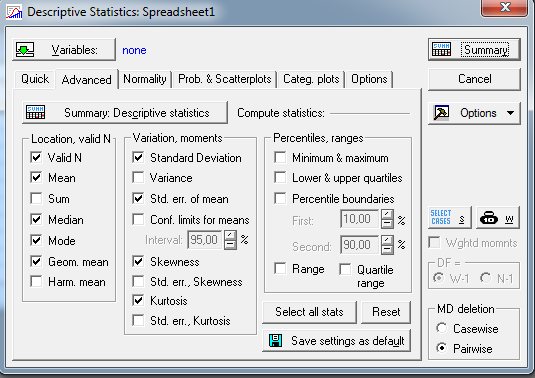 Descriptive Statistics: Spreadsheet1
Variables: none
Summary
Quick Advanced Normality Prob. & Scatterplots Categ. plots Options
Cancel
Summary: Descriptive statistics Compute statistics:
Options
Location, valid N
Valid N
Mean
Sum
Median
Mode
Geom. mean
Harm. mean
Variation, moments
Standard Deviation
Variance
Std. err. of mean
Conf. limits for means
Interval: 95,00 %
Skewness
Std. err., Skewness
Kurtosis
Std. err., Kurtosis
Percentiles, ranges
Minimum & maximum
Lower & upper quartiles
Percentile boundaries
First: 10,00 %
Second: 90,00 %
Range
Quartile
range
Select all stats Reset
Save settings as default
SELECT
CASES S
W
Wghtd momnts
DF =
W-1 N-1
MD deletion
Casewise
Pairwise